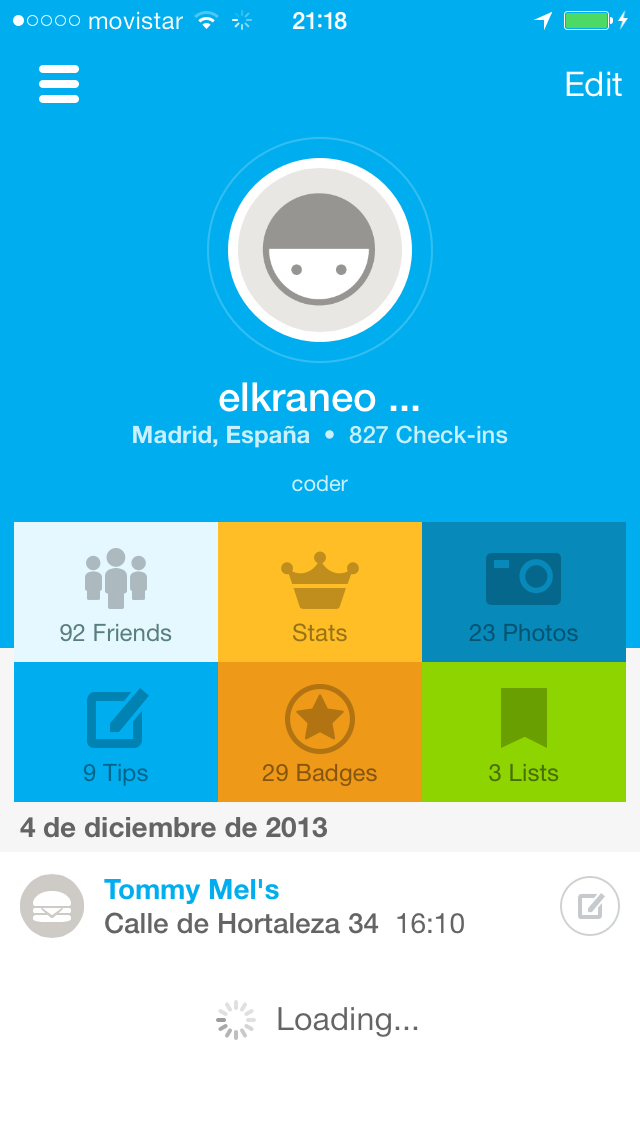 movistar 21:18
Edit
elkraneo ...
Madrid, España • 827 Check-ins
coder
92 Friends Stats 23 Photos
9 Tips 29 Badges 3 Lists
4 de diciembre de 2013
Tommy Mel's
Calle de Hortaleza 34 16:10
Loading...